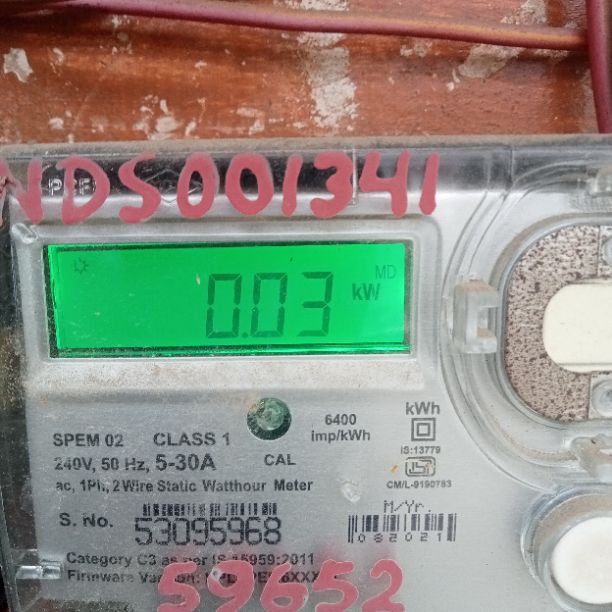 NDS001341
MD
0.03 kW
6400 imp/kWh
kWh
SPEM 02 CLASS 1
240V, 50 Hz, 5-30A CAL
IS:13779
CM/L-9190783
ac, 1Ph, 2 Wire Static Watthour Meter
M/Yr.
S. No. 53095968
082021
Category C3 as per IS 15959:2011
Firmware Version:
59652